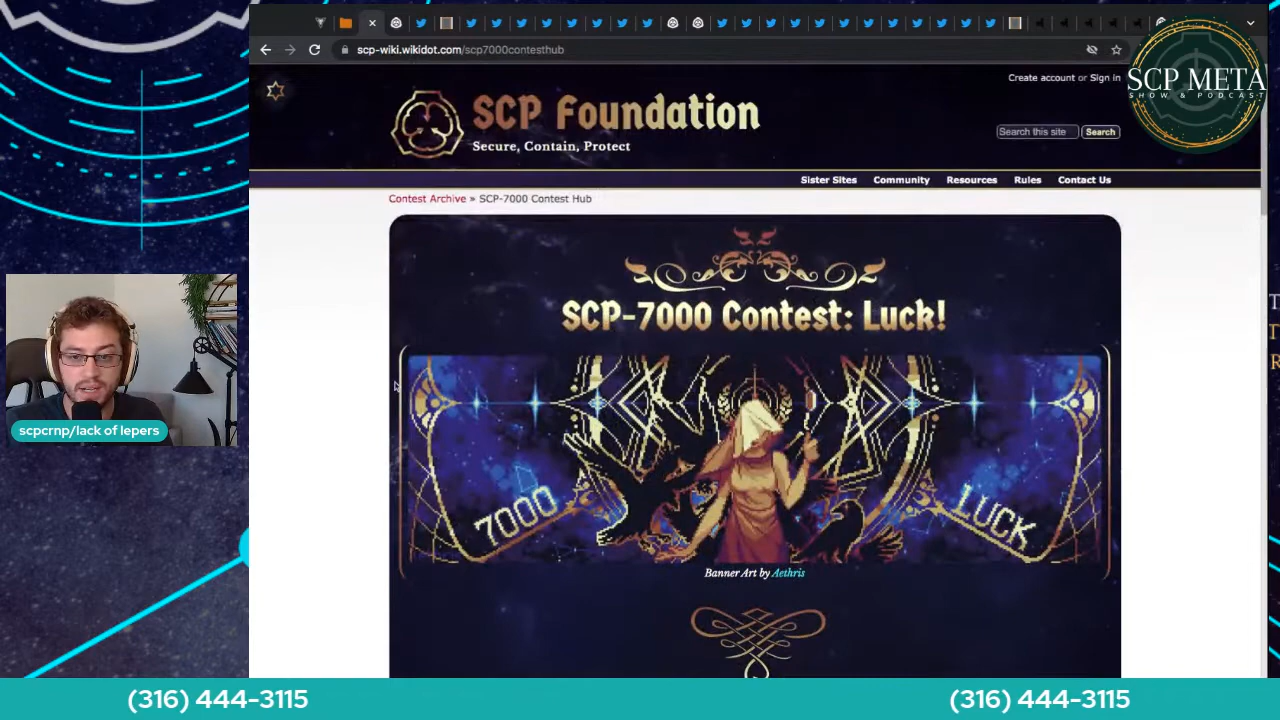 scp-wiki.wikidot.com/scp7000contesthub
SCP META
SHOW & PODCAST
Create account or Sign in
SCP Foundation
Secure, Contain, Protect
Search this site
Search
Sister Sites
Community
Resources
Rules
Contact Us
Contest Archive » SCP-7000 Contest Hub
SCP-7000 Contest: Luck!
7000
LUCK
Banner Art by Aethris
scpcrnp/lack of lepers
(316) 444-3115
(316) 444-3115